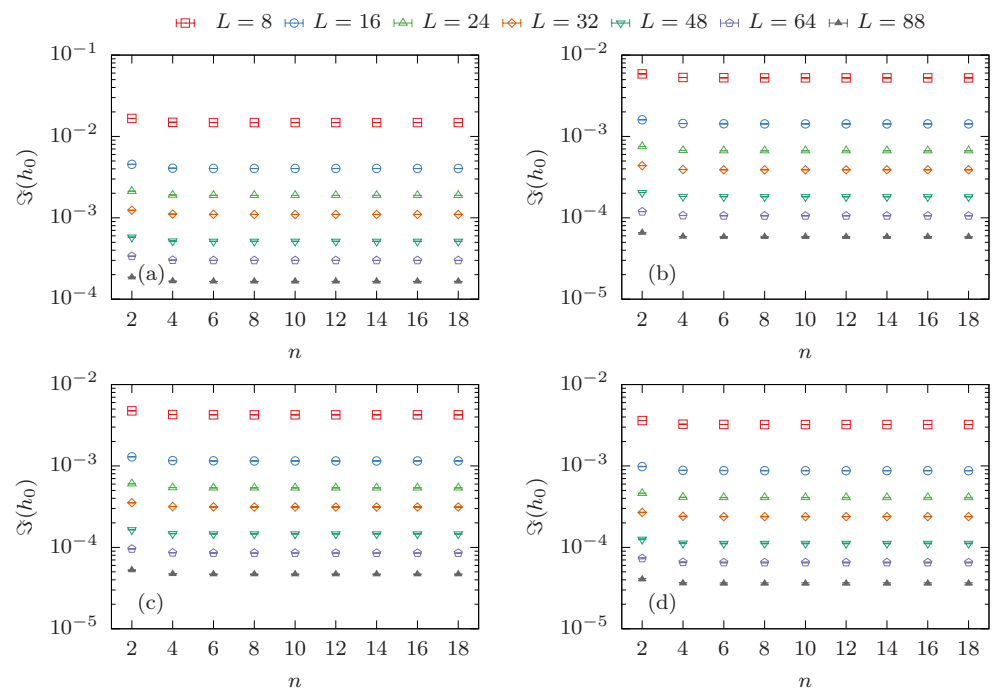 L = 8 L = 16 L = 24 L = 32 L = 48 L = 64 L = 88
10⁻¹
10⁻²
10⁻³
10⁻⁴
ℑ(h₀)
(a)
2 4 6 8 10 12 14 16 18
n
10⁻²
10⁻³
10⁻⁴
10⁻⁵
ℑ(h₀)
(b)
2 4 6 8 10 12 14 16 18
n
10⁻²
10⁻³
10⁻⁴
10⁻⁵
ℑ(h₀)
(c)
2 4 6 8 10 12 14 16 18
n
10⁻²
10⁻³
10⁻⁴
10⁻⁵
ℑ(h₀)
(d)
2 4 6 8 10 12 14 16 18
n